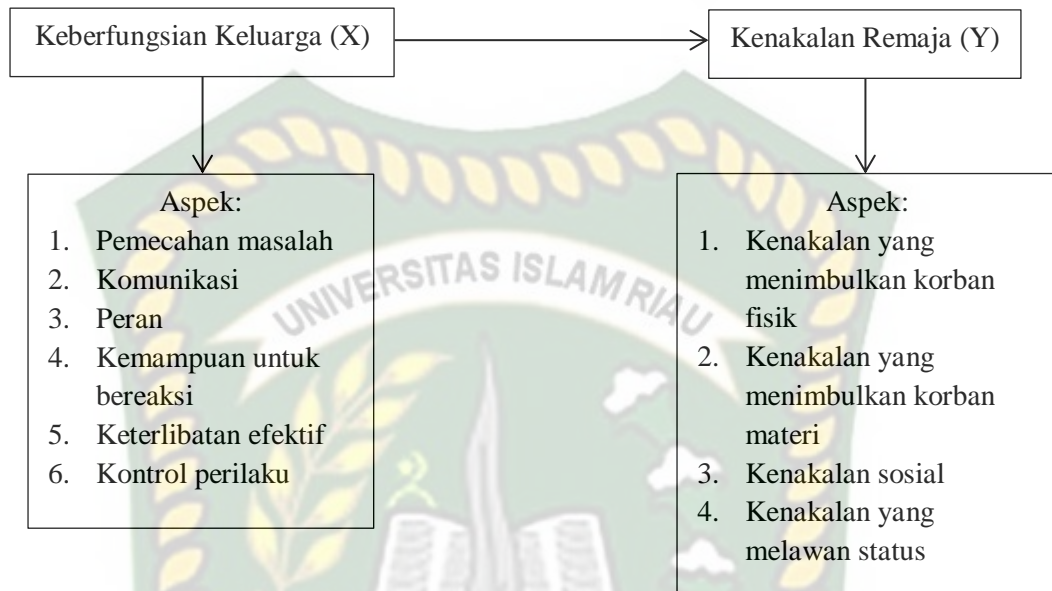 Keberfungsian Keluarga (X)
Kenakalan Remaja (Y)
Aspek:
1. Pemecahan masalah
2. Komunikasi
3. Peran
4. Kemampuan untuk
bereaksi
5. Keterlibatan efektif
6. Kontrol perilaku
Aspek:
1. Kenakalan yang
menimbulkan korban
fisik
2. Kenakalan yang
menimbulkan korban
materi
3. Kenakalan sosial
4. Kenakalan yang
melawan status
UNIVERSITAS ISLAM RIAU